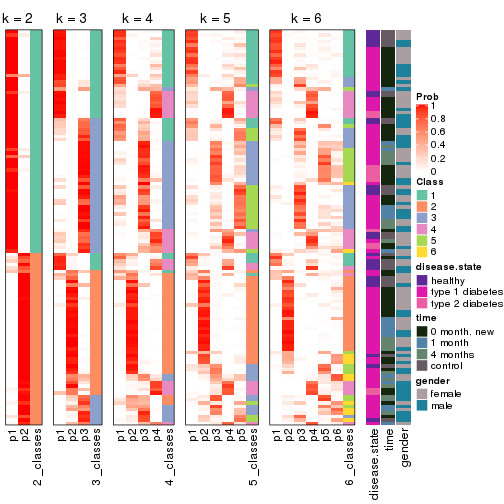 k = 2 k = 3 k = 4 k = 5 k = 6
Prob
1
0.8
0.6
0.4
0.2
0
Class
1
2
3
4
5
6
disease.state
healthy
type 1 diabetes
type 2 diabetes
time
0 month. new
1 month
4 months
control
gender
female
male
p1 p2 2_classes p1 p2 p3 3_classes p1 p2 p3 p4 4_classes p1 p2 p3 p4 p5 5_classes p1 p2 p3 p4 p5 p6 6_classes disease.state time gender